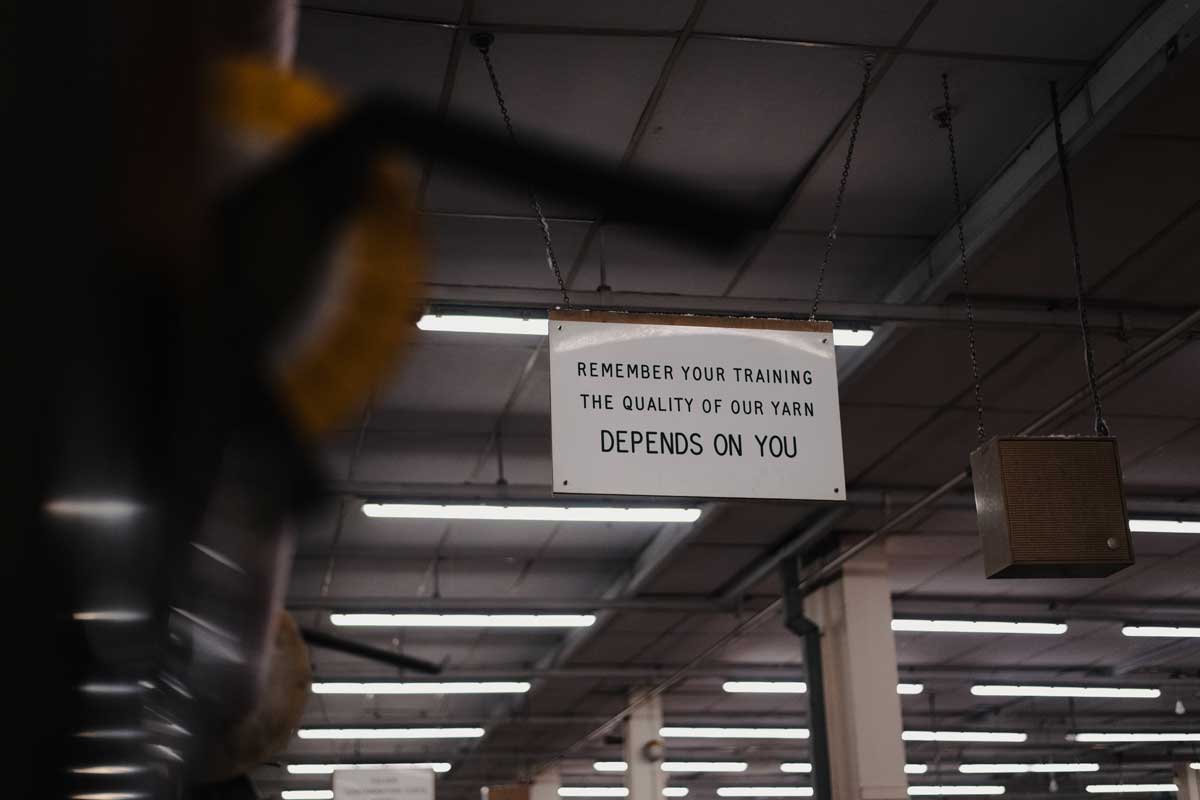 REMEMBER YOUR TRAINING
THE QUALITY OF OUR YARN
DEPENDS ON YOU